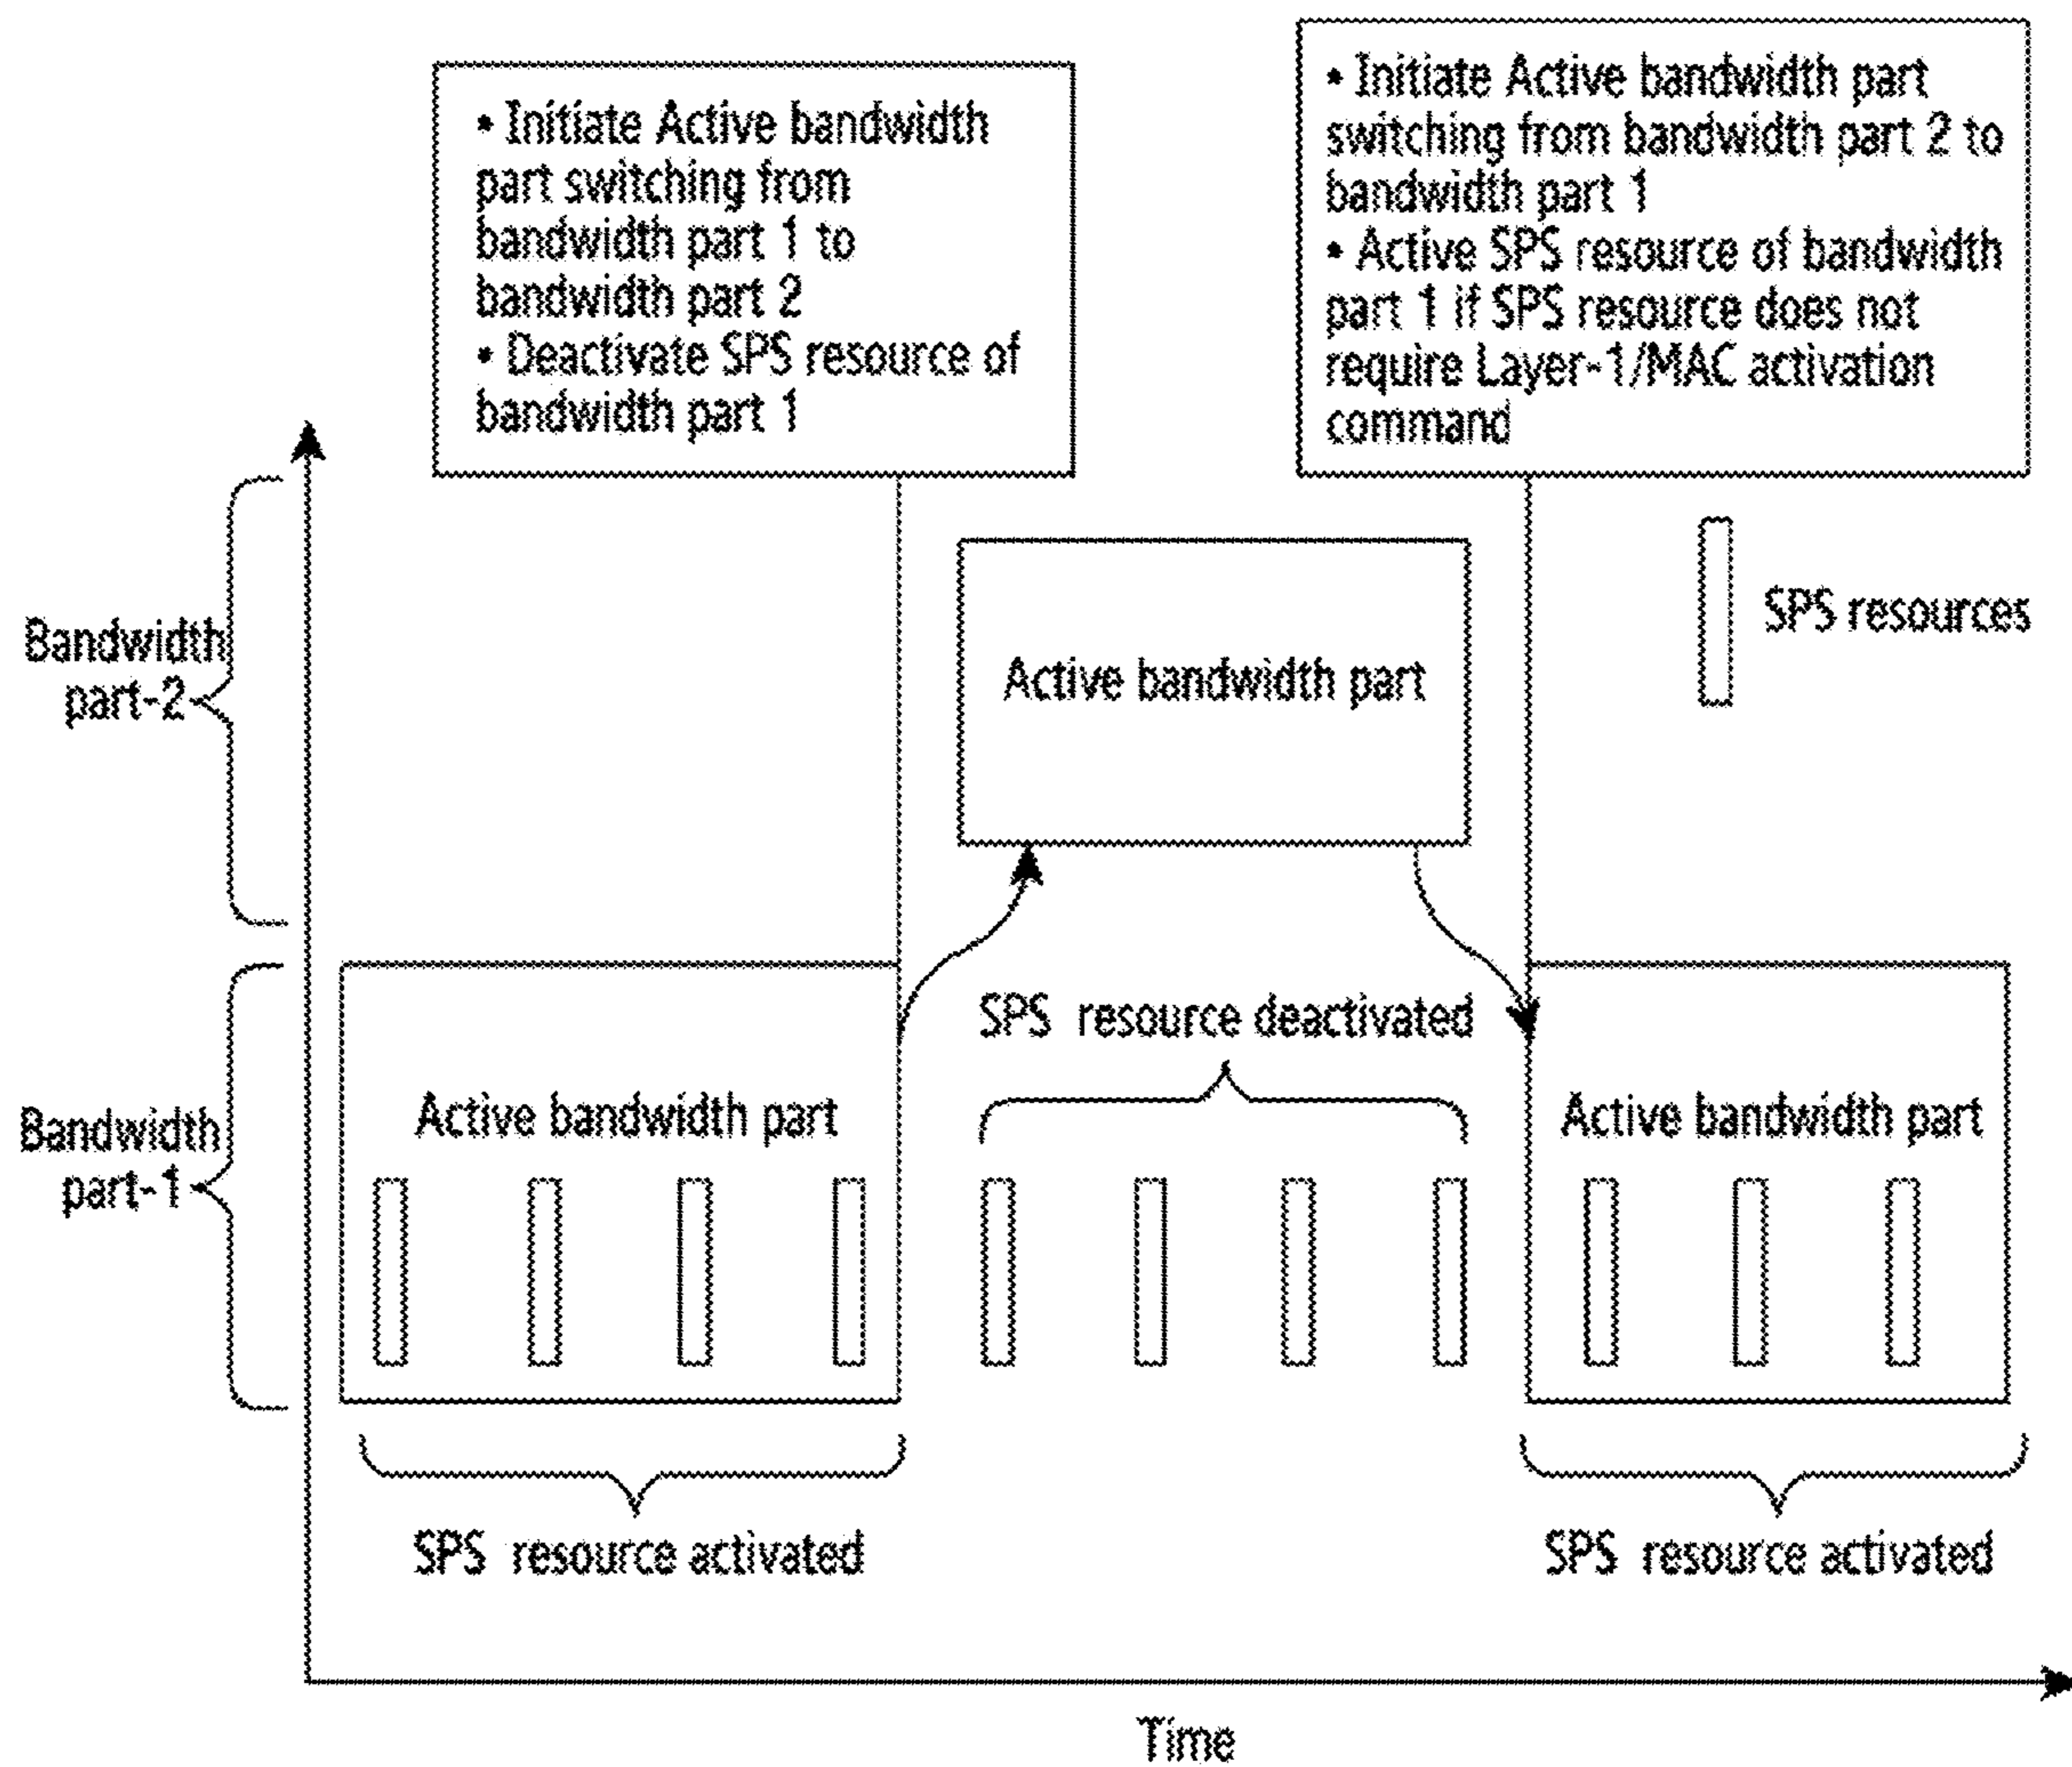 • Initiate Active bandwidth
part switching from
bandwidth part 1 to
bandwidth part 2
• Deactivate SPS resource of
bandwidth part 1
• Initiate Active bandwidth part
switching from bandwidth part 2 to
bandwidth part 1
• Active SPS resource of bandwidth
part 1 if SPS resource does not
require Layer-1/MAC activation
command
Bandwidth
part-2
Active bandwidth part
SPS resources
SPS resource deactivated
Bandwidth
part-1
Active bandwidth part
Active bandwidth part
SPS resource activated
SPS resource activated
Time